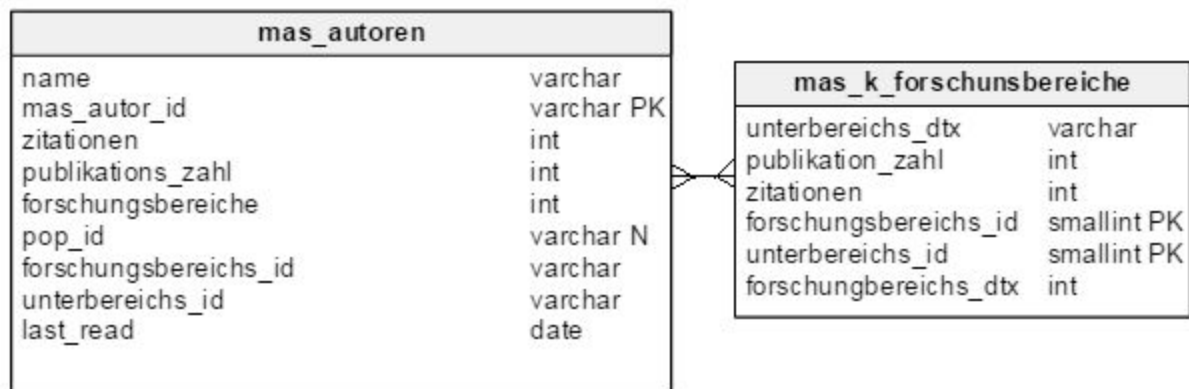 mas_autoren
name varchar
mas_autor_id varchar PK
zitationen int
publikations_zahl int
forschungsbereiche int
pop_id varchar N
forschungsbereichs_id varchar
unterbereichs_id varchar
last_read date
mas_k_forschunsbereiche
unterbereichs_dtx varchar
publikation_zahl int
zitationen int
forschungsbereichs_id smallint PK
unterbereichs_id smallint PK
forschungbereichs_dtx int